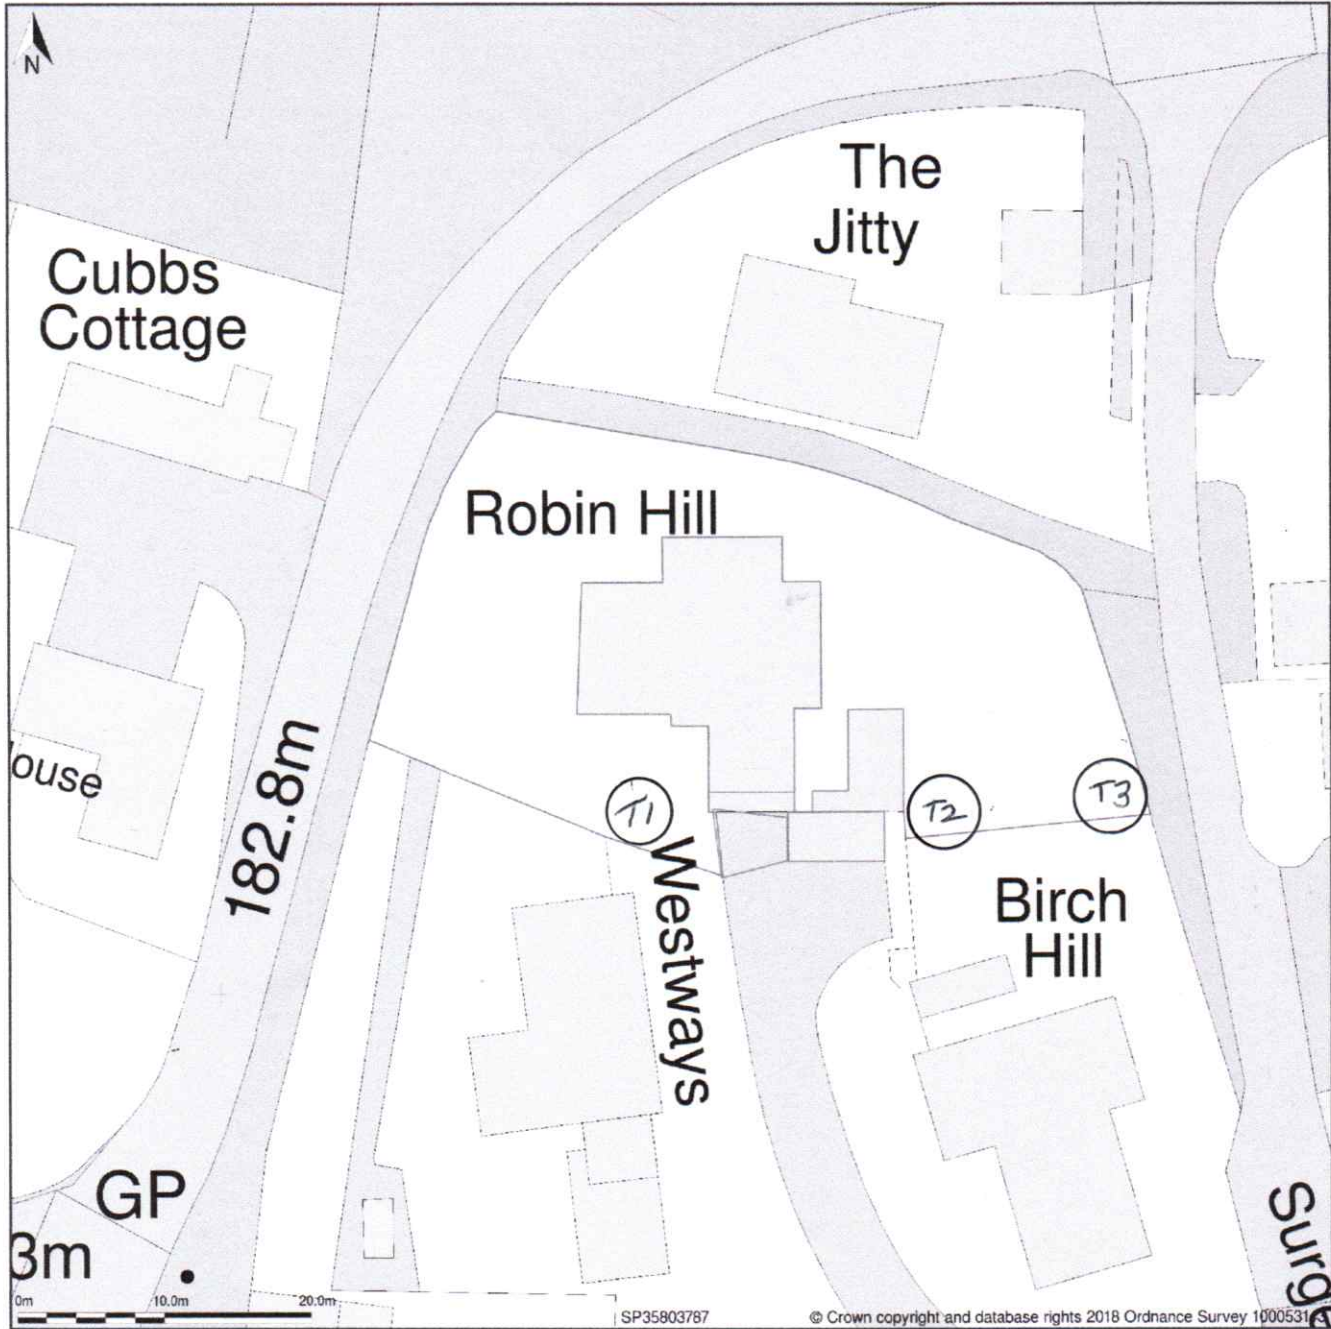 N
The
Jitty
Cubbs
Cottage
Robin Hill
182.8m
ouse
T1
T2
T3
Westways
Birch
Hill
GP
3m
Surge
0m 10.0m 20.0m
SP35803787
© Crown copyright and database rights 2018 Ordnance Survey